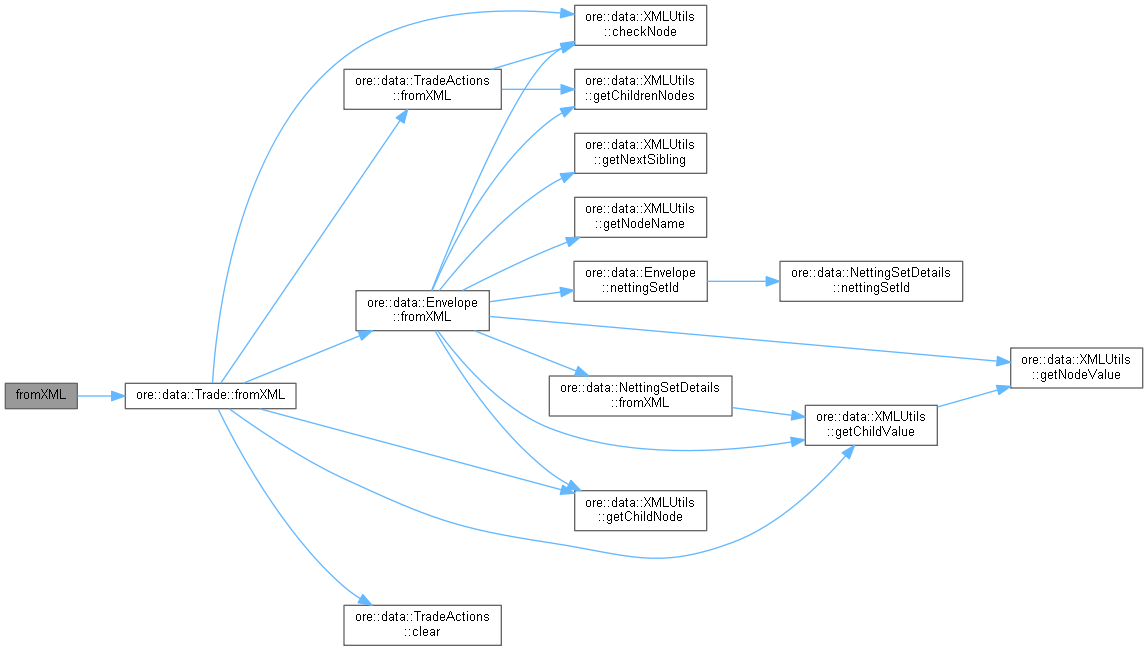 ore::data::XMLUtils
::checkNode
ore::data::TradeActions
::fromXML
ore::data::XMLUtils
::getChildrenNodes
ore::data::XMLUtils
::getNextSibling
ore::data::XMLUtils
::getNodeName
ore::data::Envelope
::nettingSetId
ore::data::NettingSetDetails
::nettingSetId
ore::data::Envelope
::fromXML
ore::data::XMLUtils
::getNodeValue
fromXML
ore::data::Trade::fromXML
ore::data::NettingSetDetails
::fromXML
ore::data::XMLUtils
::getChildValue
ore::data::XMLUtils
::getChildNode
ore::data::TradeActions
::clear